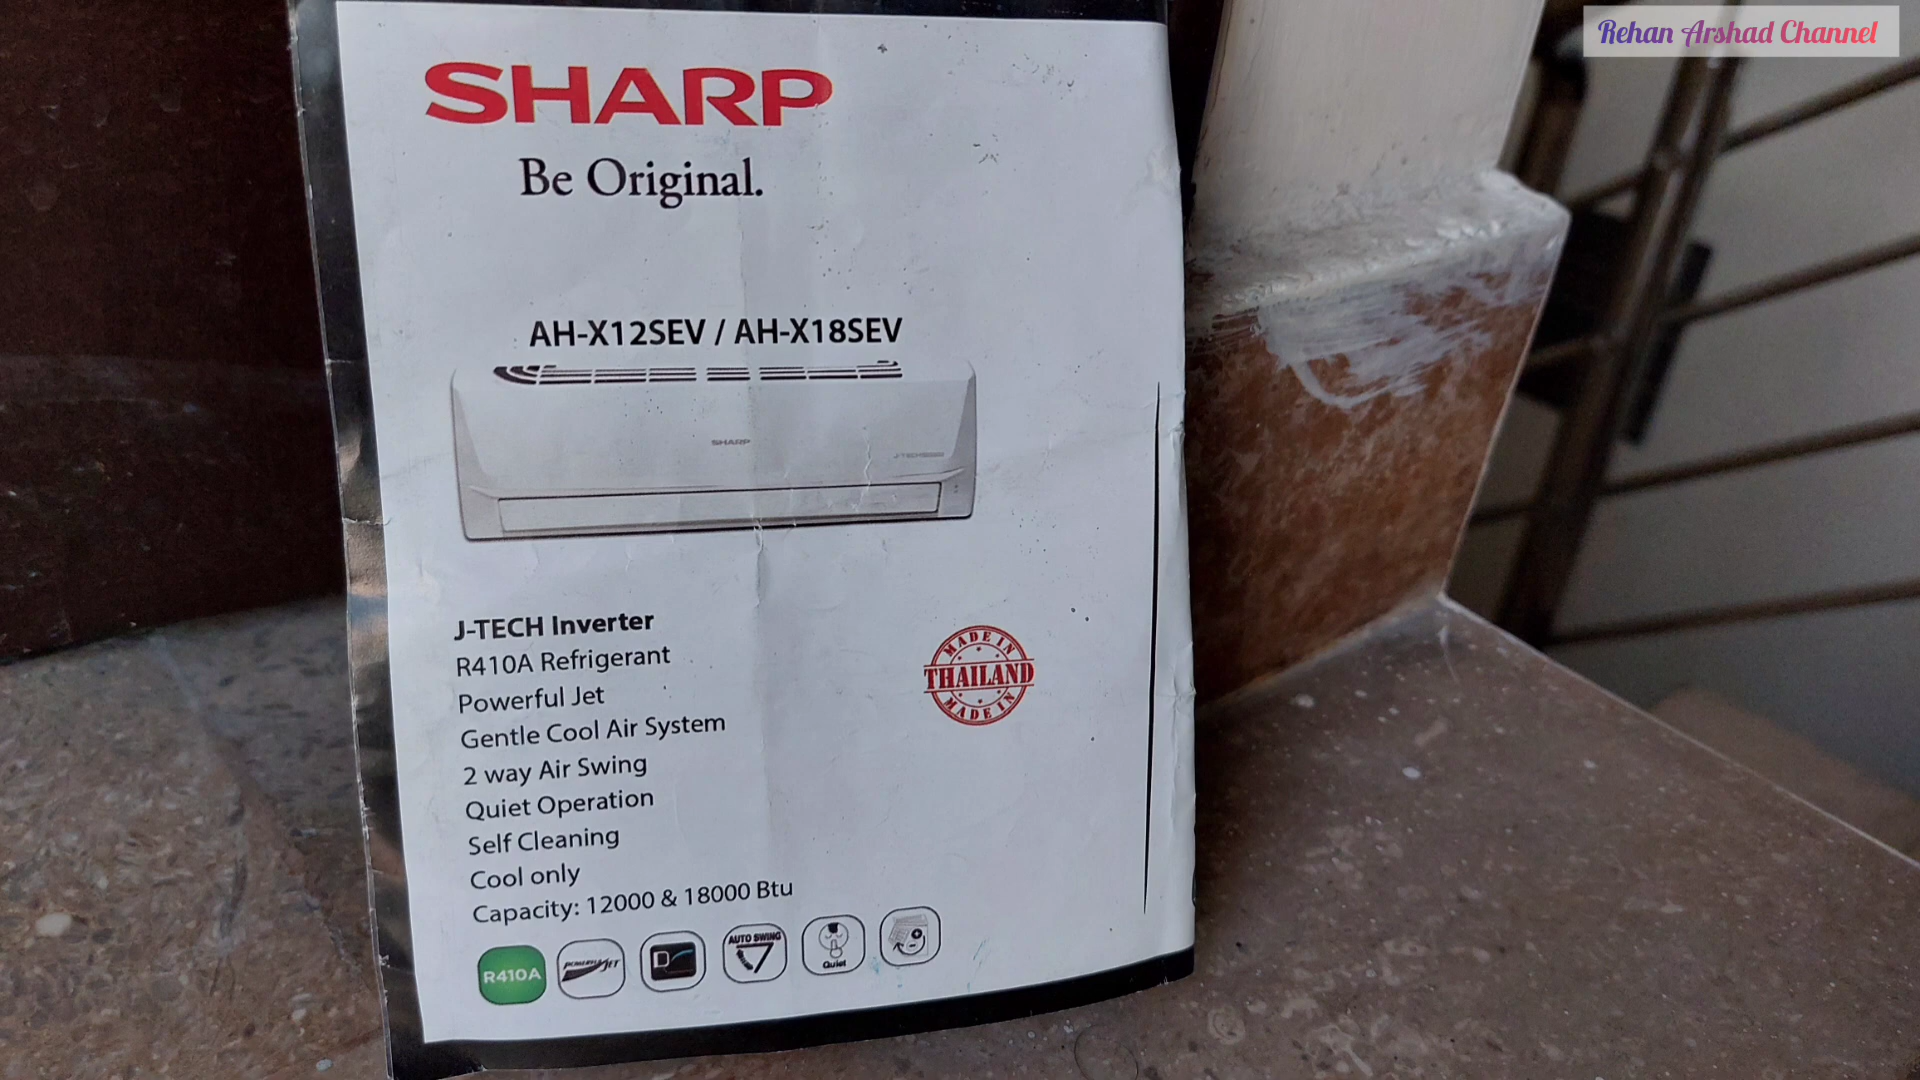 Rehan Arshad Channel
SHARP
Be Original.
AH-X12SEV / AH-X18SEV
SHARP
J-TECH Inverter
R410A Refrigerant
Powerful Jet
Gentle Cool Air System
2 way Air Swing
Quiet Operation
Self Cleaning
Cool only
Capacity: 12000 & 18000 Btu
MADE IN
THAILAND
MADE IN
R410A
POWERFUL JET
D
AUTO SWING
Quiet